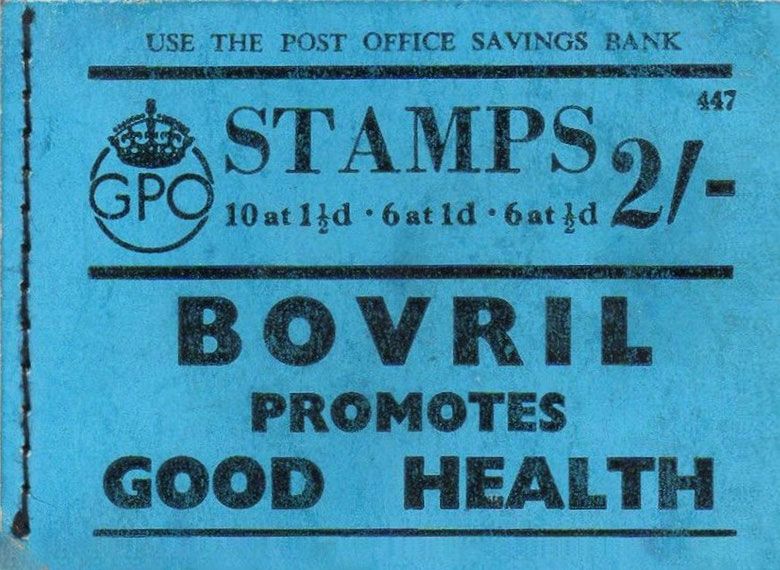 USE THE POST OFFICE SAVINGS BANK
447
GPO
STAMPS 2/-
10 at 1½d · 6 at 1d · 6 at ½d
BOVRIL
PROMOTES
GOOD HEALTH